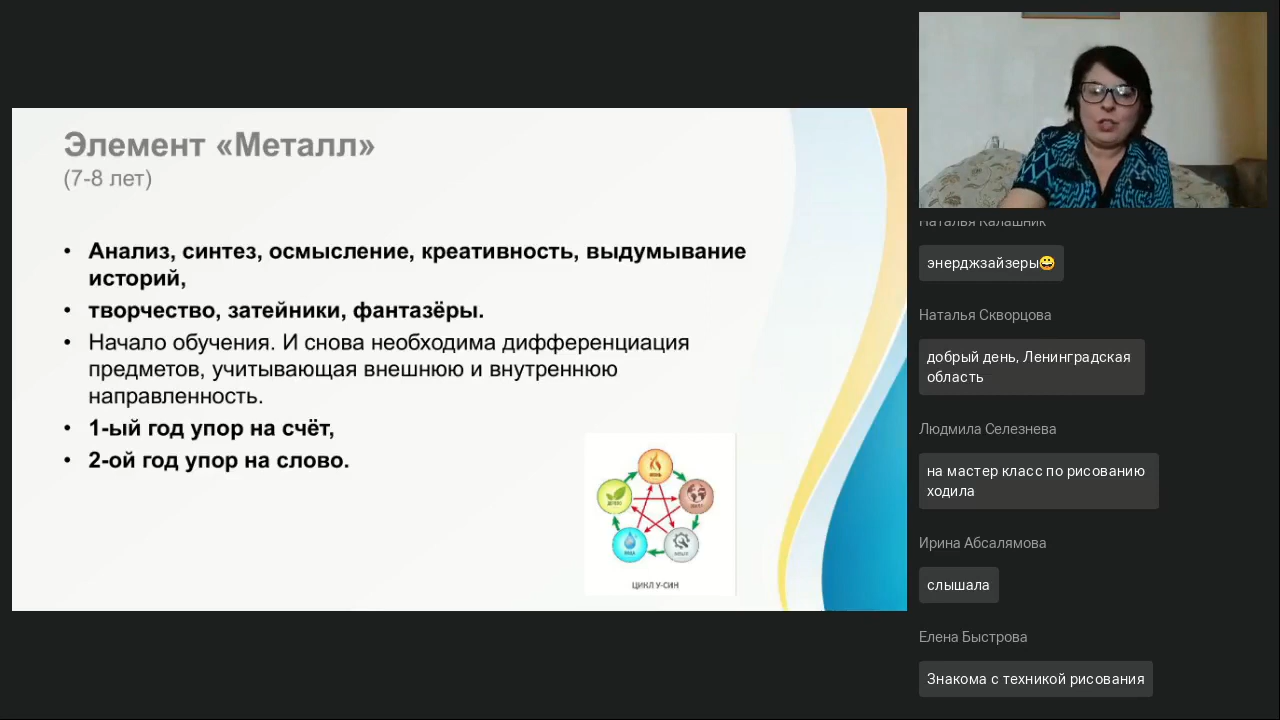 Элемент «Металл»
(7-8 лет)
• Анализ, синтез, осмысление, креативность, выдумывание
историй,
• творчество, затейники, фантазёры.
• Начало обучения. И снова необходима дифференциация
предметов, учитывающая внешнюю и внутреннюю
направленность.
• 1-ый год упор на счёт,
• 2-ой год упор на слово.
ЦИКЛ У-СИН
Наталья Калашник
энерджзайзеры😀
Наталья Скворцова
добрый день, Ленинградская
область
Людмила Селезнева
на мастер класс по рисованию
ходила
Ирина Абсалямова
слышала
Елена Быстрова
Знакома с техникой рисования